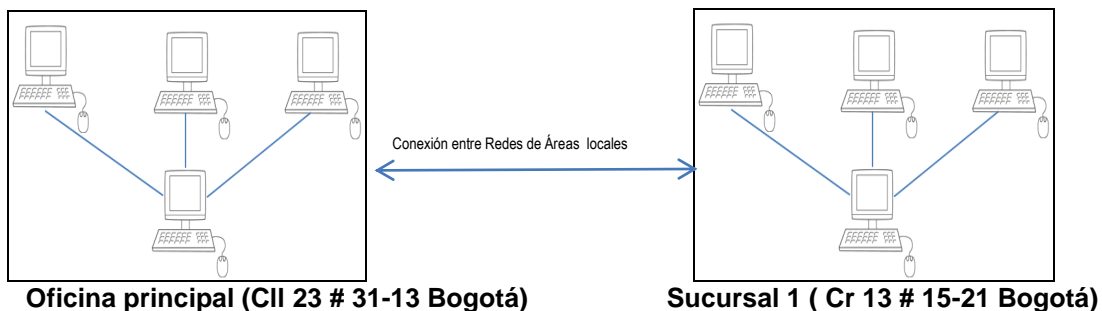 Conexión entre Redes de Áreas locales
Oficina principal (Cll 23 # 31-13 Bogotá)
Sucursal 1 ( Cr 13 # 15-21 Bogotá)